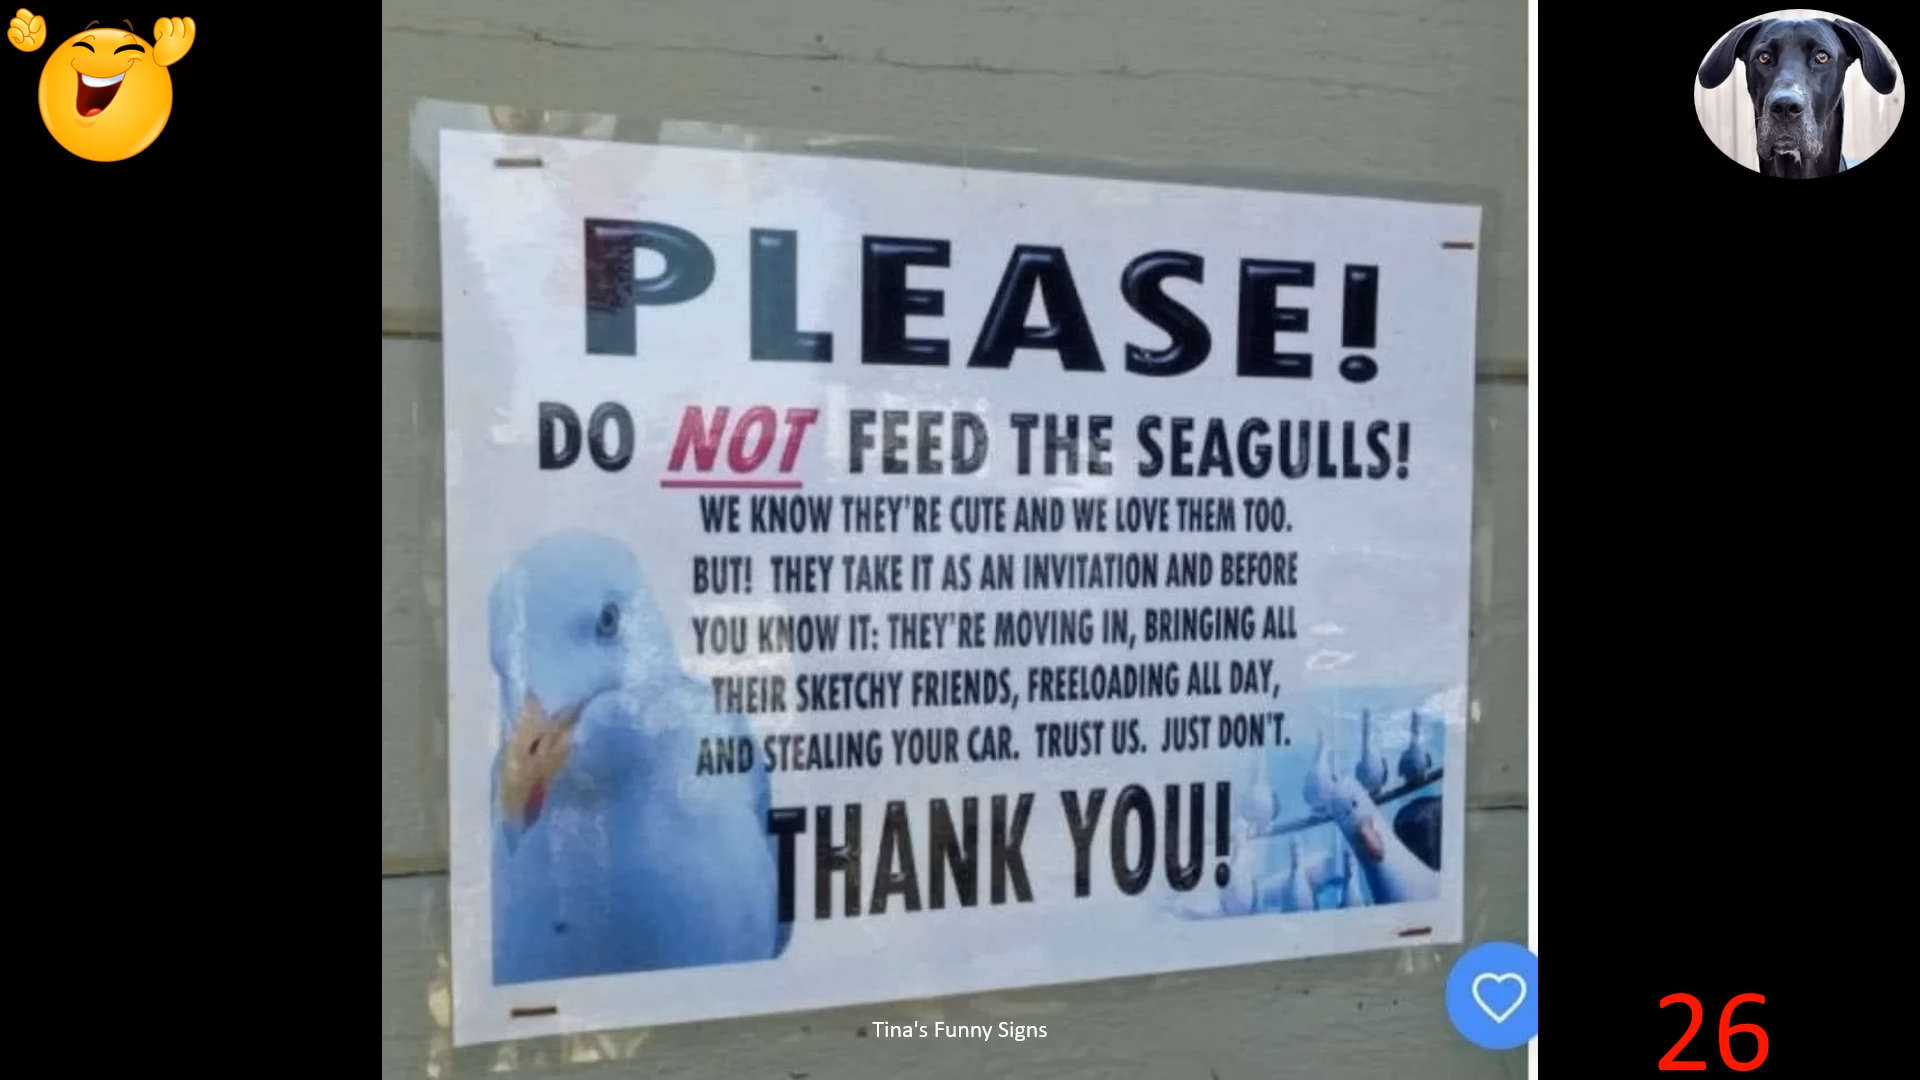 PLEASE!
DO NOT FEED THE SEAGULLS!
WE KNOW THEY'RE CUTE AND WE LOVE THEM TOO.
BUT! THEY TAKE IT AS AN INVITATION AND BEFORE
YOU KNOW IT: THEY'RE MOVING IN, BRINGING ALL
THEIR SKETCHY FRIENDS, FREELOADING ALL DAY,
AND STEALING YOUR CAR. TRUST US. JUST DON'T.
THANK YOU!
Tina's Funny Signs
26